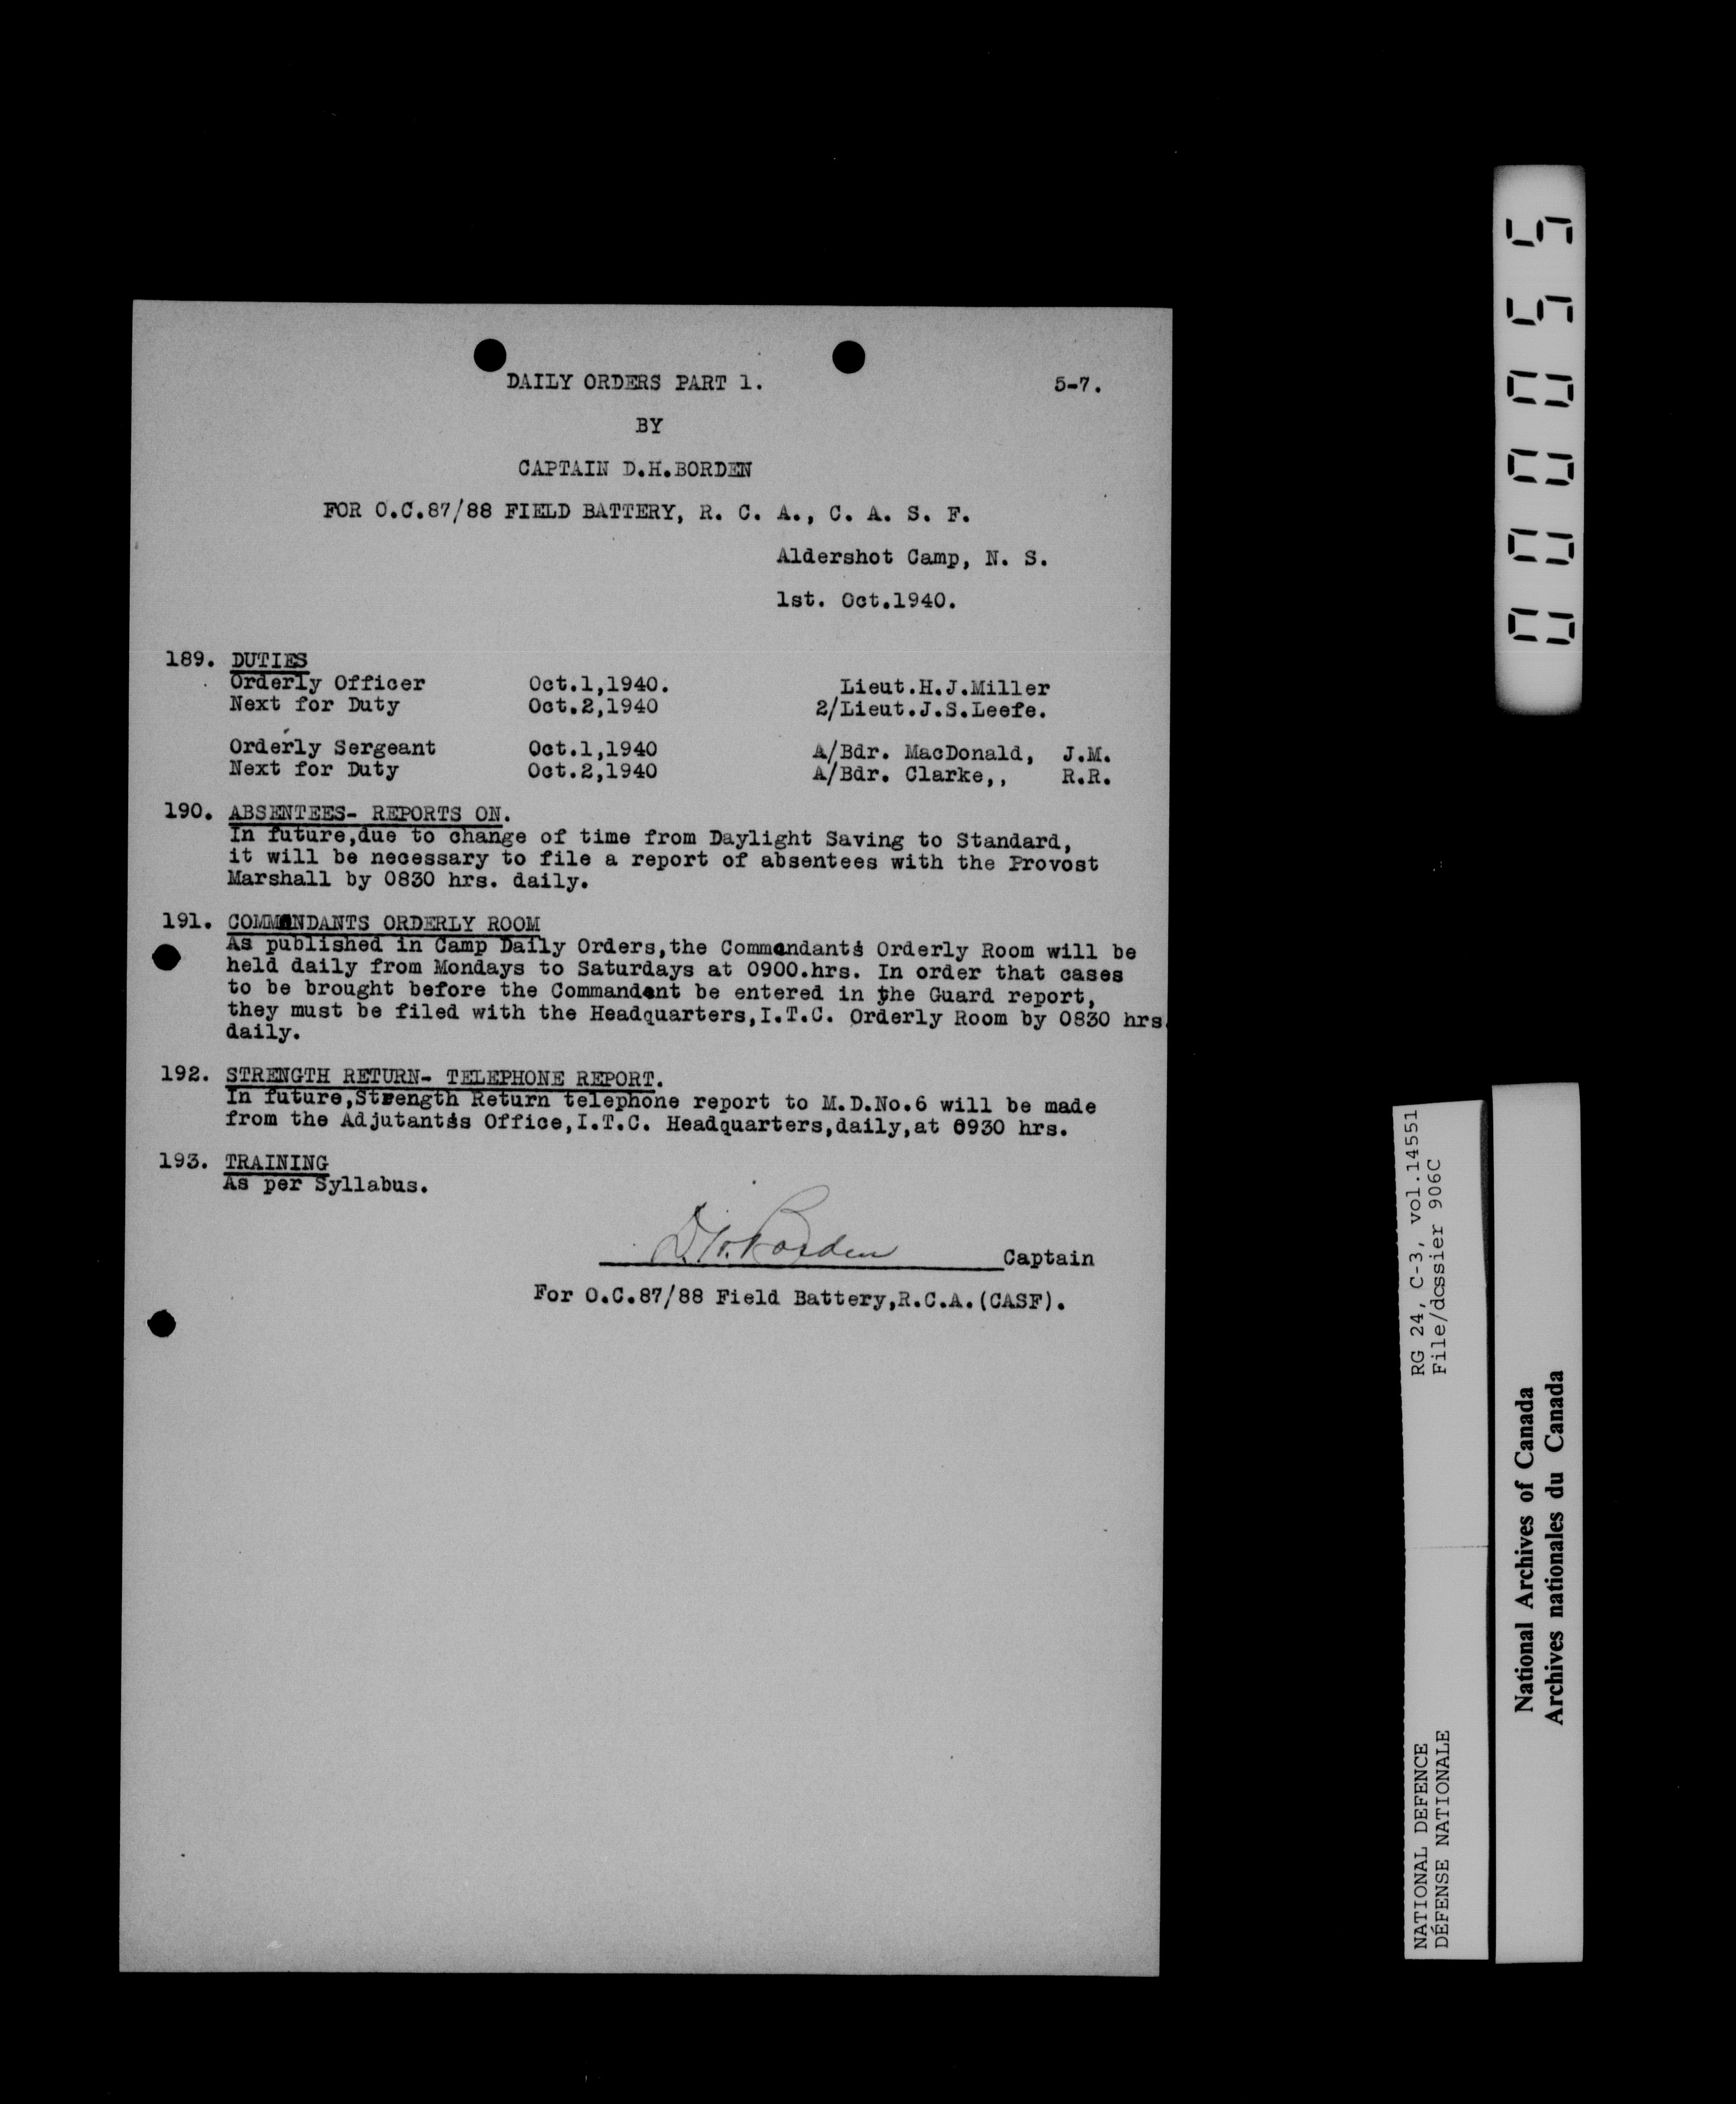 DAILY ORDERS PART 1. 5-7.
BY
CAPTAIN D.H.BORDEN
FOR O.C.87/88 FIELD BATTERY, R. C. A., C. A. S. F.
Aldershot Camp, N. S.
1st. Oct.1940.
189. DUTIES
Orderly Officer Oct.1,1940. Lieut.H.J.Miller
Next for Duty Oct.2,1940 2/Lieut.J.S.Leefe.
Orderly Sergeant Oct.1,1940 A/Bdr. MacDonald, J.M.
Next for Duty Oct.2,1940 A/Bdr. Clarke,, R.R.
190. ABSENTEES- REPORTS ON.
In future,due to change of time from Daylight Saving to Standard,
it will be necessary to file a report of absentees with the Provost
Marshall by 0830 hrs. daily.
191. COMMANDANTS ORDERLY ROOM
As published in Camp Daily Orders,the Commandants Orderly Room will be
held daily from Mondays to Saturdays at 0900.hrs. In order that cases
to be brought before the Commandant be entered in the Guard report,
they must be filed with the Headquarters,I.T.C. Orderly Room by 0830 hrs.
daily.
192. STRENGTH RETURN- TELEPHONE REPORT.
In future,Strength Return telephone report to M.D.No.6 will be made
from the Adjutantss Office,I.T.C. Headquarters,daily,at 0930 hrs.
193. TRAINING
As per Syllabus.
D.H.Borden Captain
For O.C.87/88 Field Battery,R.C.A.(CASF).
000055
RG 24, C-3, vol.14551
File/dossier 906C
NATIONAL DEFENCE
DÉFENSE NATIONALE
National Archives of Canada
Archives nationales du Canada